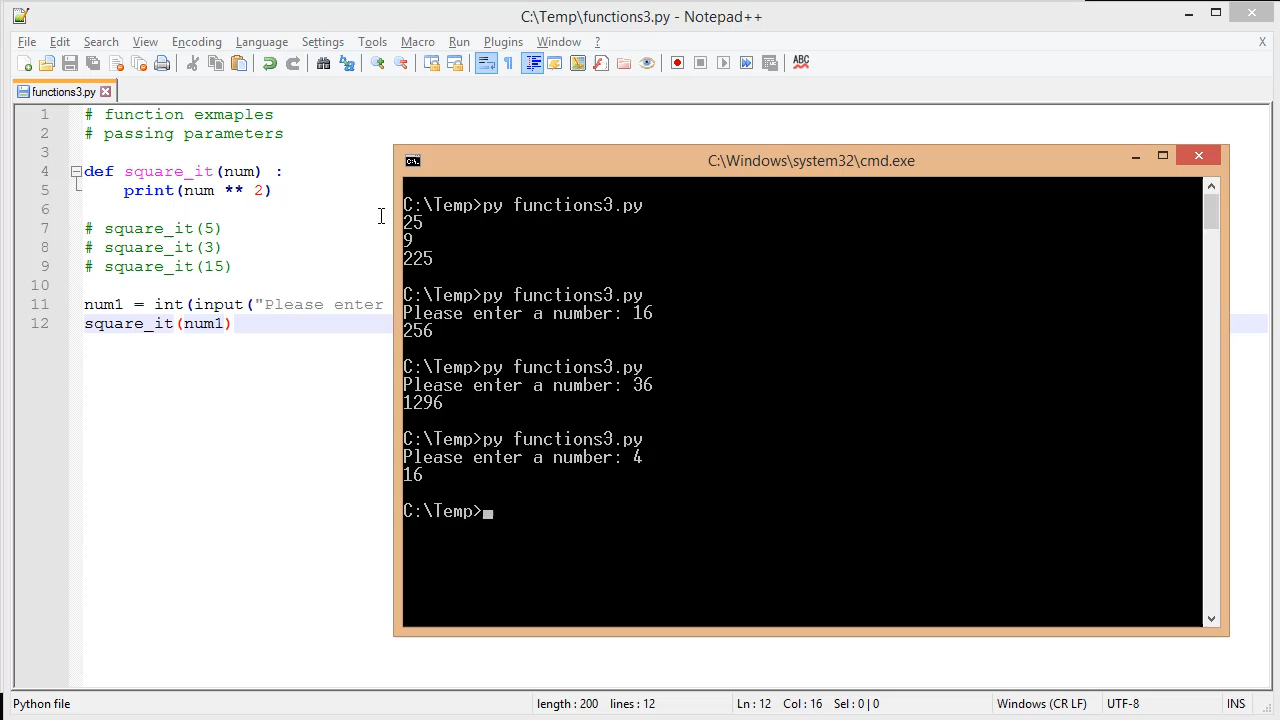 C:\Temp\functions3.py - Notepad++
File Edit Search View Encoding Language Settings Tools Macro Run Plugins Window ? X
ABC
functions3.py
1 # function exmaples
2 # passing parameters
3
4 def square_it(num) :
5 print(num ** 2)
6
7 # square_it(5)
8 # square_it(3)
9 # square_it(15)
10
11 num1 = int(input("Please enter
12 square_it(num1)
C:\Windows\system32\cmd.exe
C:\Temp>py functions3.py
25
9
225
C:\Temp>py functions3.py
Please enter a number: 16
256
C:\Temp>py functions3.py
Please enter a number: 36
1296
C:\Temp>py functions3.py
Please enter a number: 4
16
C:\Temp>
Python file length : 200 lines : 12 Ln : 12 Col : 16 Sel : 0 | 0 Windows (CR LF) UTF-8 INS